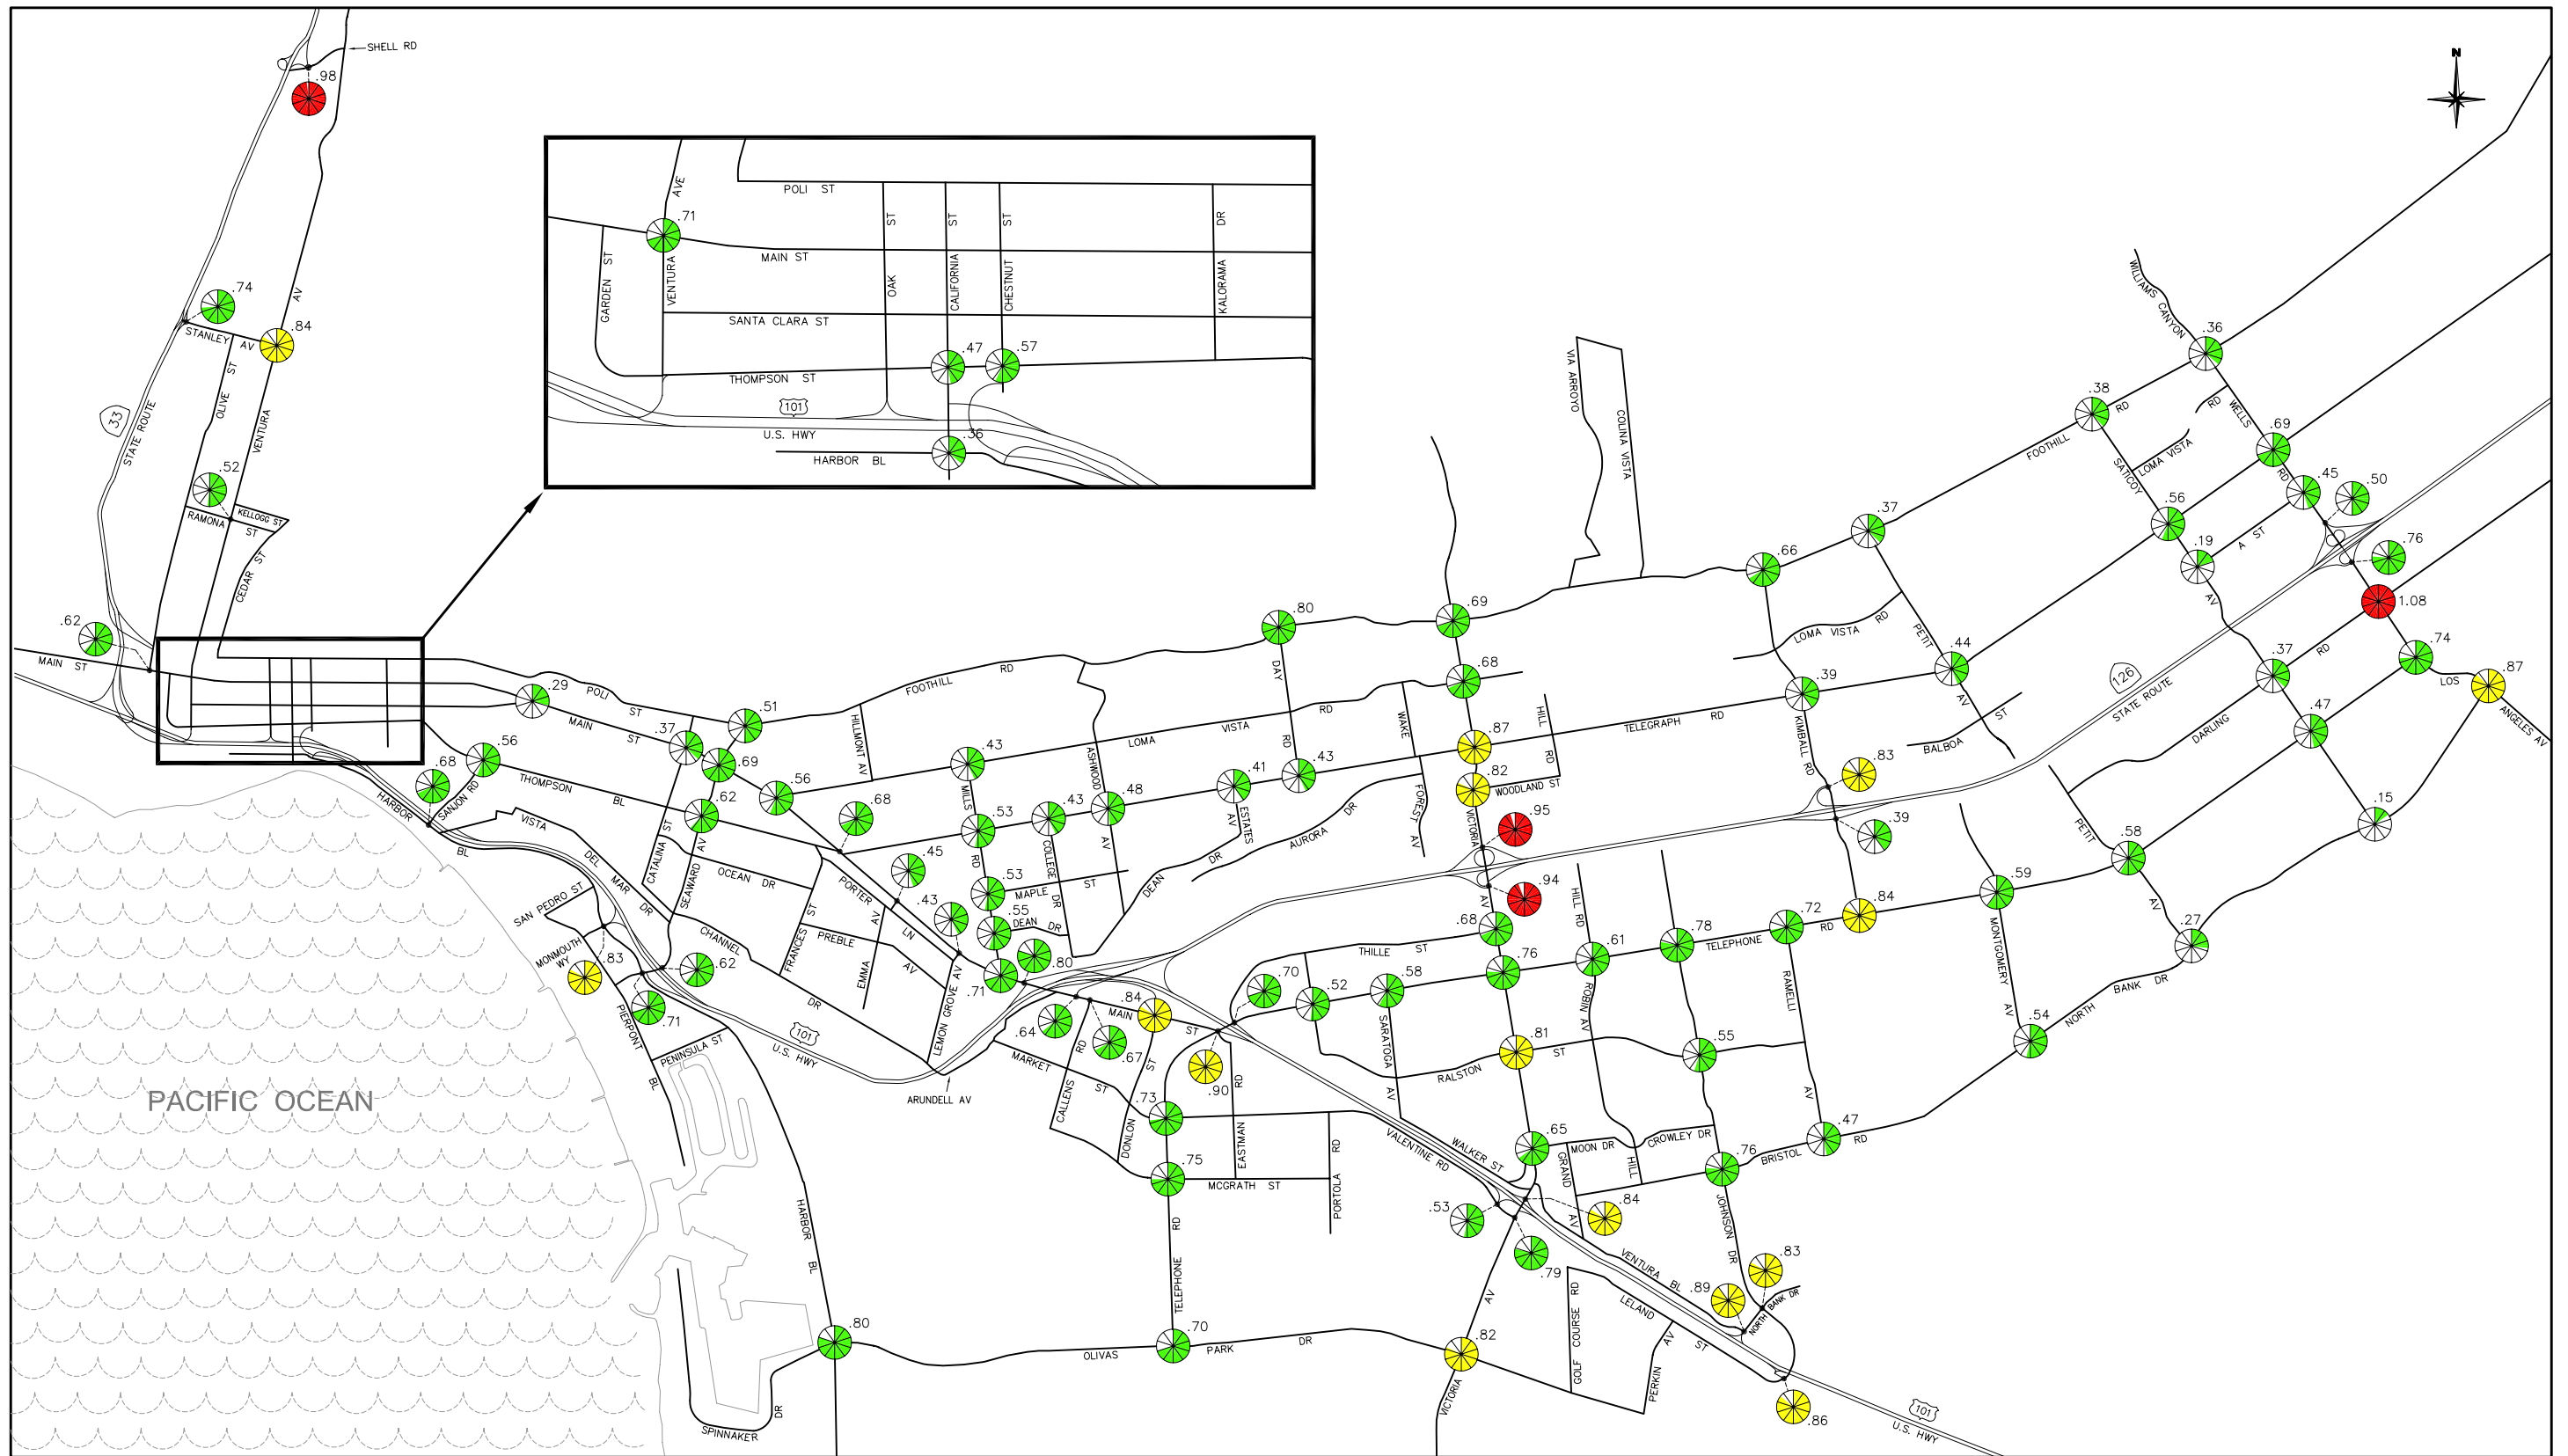 SHELL RD
.98
N
AVE
POLI ST
.71
MAIN ST
GARDEN ST
VENTURA
OAK ST
CALIFORNIA ST
CHESTNUT ST
KALORAMA DR
SANTA CLARA ST
.47
.57
THOMPSON ST
101
U.S. HWY
.36
HARBOR BL
.74
STANLEY AV
.84
AV
OLIVE ST
33
STATE ROUTE
VENTURA
.52
RAMONA ST
KELLOGG ST
CEDAR ST
.62
MAIN ST
WILLIAMS CANYON
.36
.38
RD
RD
WELLS
FOOTHILL
LOMA VISTA
.69
SATICOY
RD
.45
.50
.56
A ST
.19
.76
AV
1.08
VIA ARROYO
COLINA VISTA
.37
.66
LOMA VISTA RD
PETIT
.44
AV
.39
KIMBALL RD
BALBOA ST
126
STATE ROUTE
.37
RD
.74
LOS
.87
ANGELES AV
DARLING
.47
.15
.80
.69
DAY
RD
.68
FOOTHILL RD
.29
POLI ST
MAIN ST
.51
.37
.69
HILLMONT AV
.43
LOMA VISTA RD
ASHWOOD
AV
WAKE
FOREST AV
.87
HILL RD
TELEGRAPH RD
.82
WOODLAND ST
VICTORIA
AV
.95
.94
.83
.39
.56
.68
SANJON RD
THOMPSON BL
HARBOR
BL
.62
.56
.68
MILLS
RD
.53
.43
COLLEGE DR
.48
.41
ESTATES AV
.43
AURORA DR
DEAN DR
VISTA
DEL
MAR
DR
CATALINA ST
SEAWARD AV
OCEAN DR
PORTER LN
.45
.43
.53
MAPLE ST
.55
DEAN DR
.80
.71
SAN PEDRO ST
MONMOUTH WY
.83
CHANNEL
DR
FRANCES ST
PREBLE AV
EMMA AV
LEMON GROVE AV
.62
.71
PIERPONT
BL
PENINSULA ST
101
U.S. HWY
ARUNDELL AV
.64
.67
MARKET ST
CALLENS RD
.84
MAIN ST
DONLON ST
.73
.75
.90
.70
EASTMAN RD
MCGRATH ST
PORTOLA RD
TELEPHONE RD
.70
.80
HARBOR BL
SPINNAKER DR
OLIVAS PARK DR
PACIFIC OCEAN
THILLE ST
.68
.52
.58
.76
.61
.78
TELEPHONE RD
.72
.84
.59
.58
PETIT
AV
.27
NORTH BANK DR
MONTGOMERY AV
.54
HILL RD
ROBIN AV
HILL
SARATOGA AV
RALSTON ST
.81
.55
RAMELLI AV
.47
.65
MOON DR
CROWLEY DR
.76
BRISTOL RD
GRAND AV
WALKER ST
VALENTINE RD
.53
.84
.79
JOHNSON DR
.83
.89
VENTURA BL
NORTH BANK DR
LELAND ST
GOLF COURSE RD
PERKIN AV
.82
VICTORIA
AV
.86
101
U.S. HWY